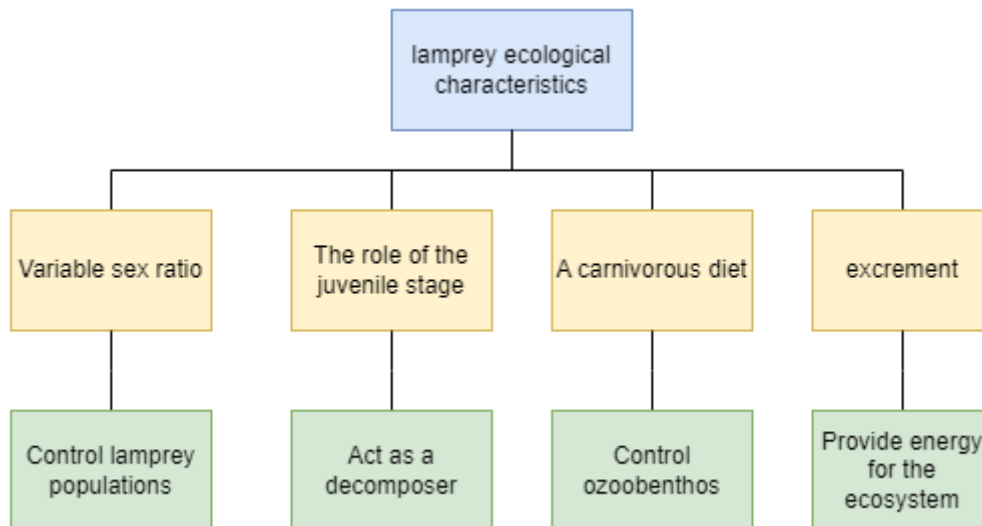 lamprey ecological
characteristics
Variable sex ratio
The role of the
juvenile stage
A carnivorous diet
excrement
Control lamprey
populations
Act as a
decomposer
Control
ozoobenthos
Provide energy
for the
ecosystem